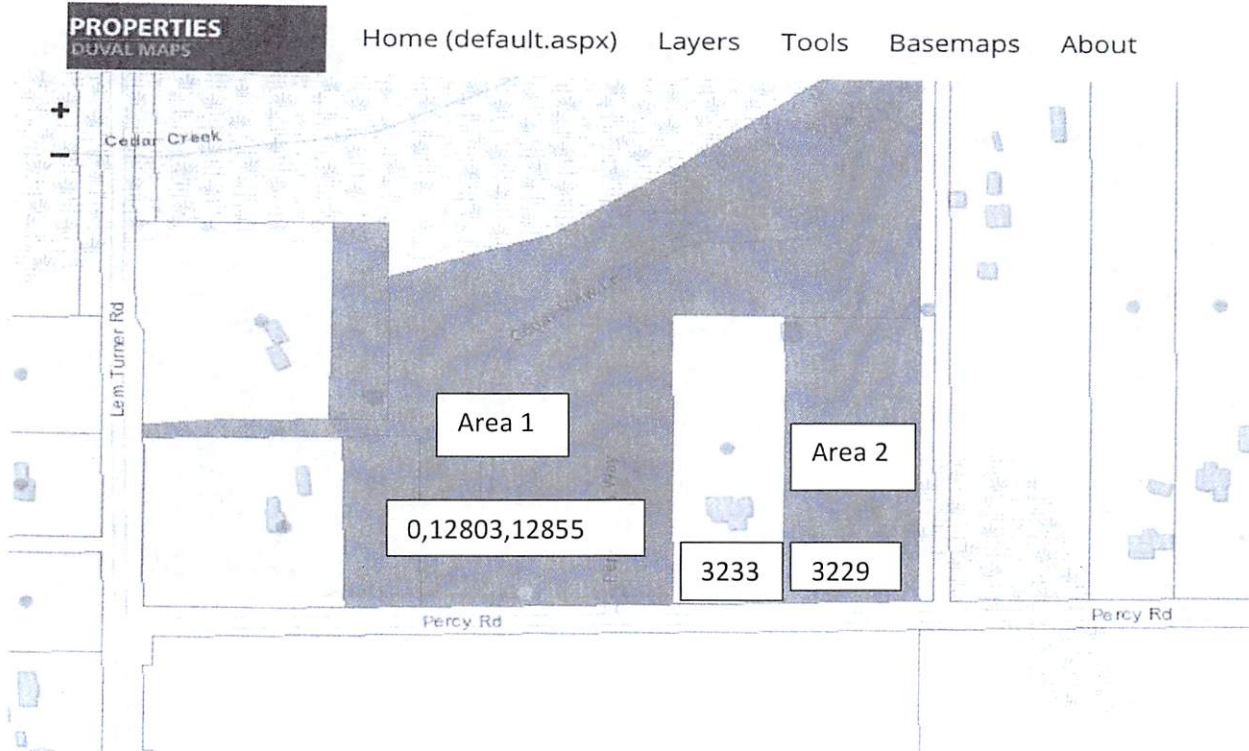 PROPERTIES
DUVAL MAPS
Home (default.aspx) Layers Tools Basemaps About
+
−
Cedar Creek
Lem Turner Rd
Area 1
Area 2
0,12803,12855
Way
3233
3229
Percy Rd
Percy Rd